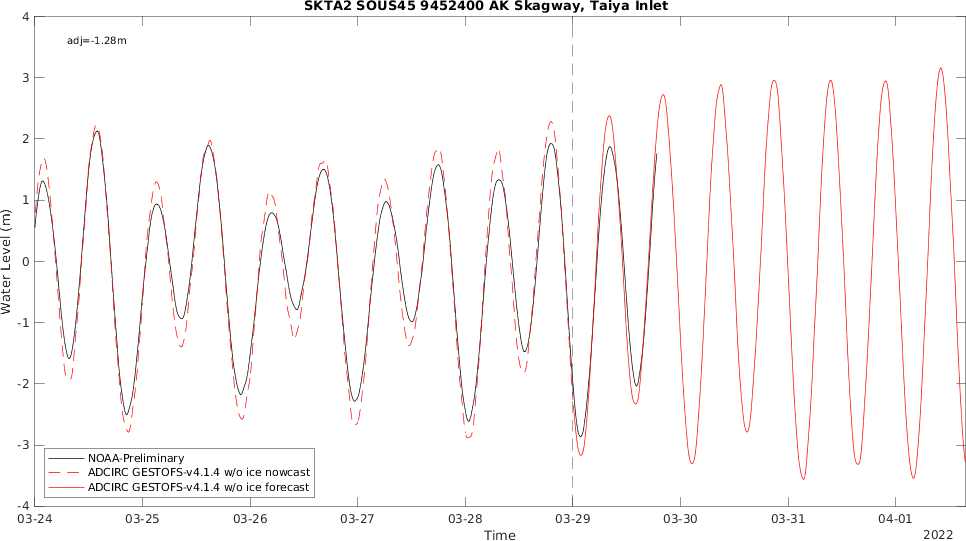 SKTA2 SOUS45 9452400 AK Skagway, Taiya Inlet
adj=-1.28m
4
3
2
1
0
-1
-2
-3
-4
Water Level (m)
NOAA-Preliminary
ADCIRC GESTOFS-v4.1.4 w/o ice nowcast
ADCIRC GESTOFS-v4.1.4 w/o ice forecast
03-24 03-25 03-26 03-27 03-28 03-29 03-30 03-31 04-01
Time
2022